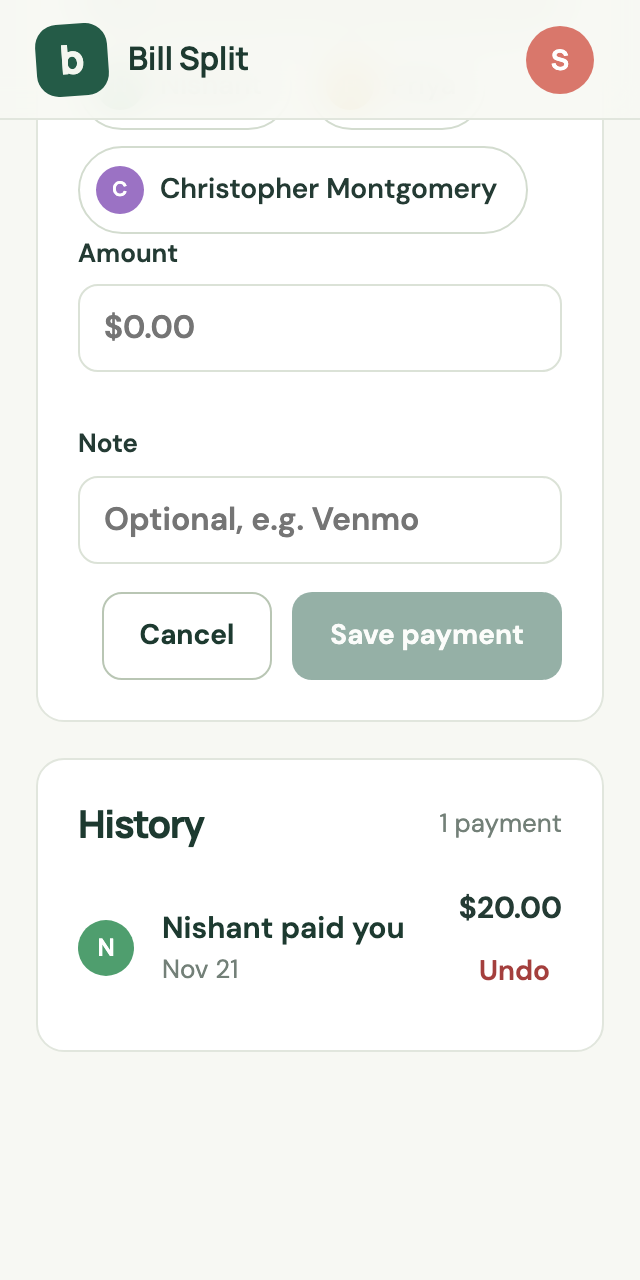 b Bill Split S
C Christopher Montgomery
Amount
$0.00
Note
Optional, e.g. Venmo
Cancel Save payment
History 1 payment
N Nishant paid you $20.00
Nov 21 Undo